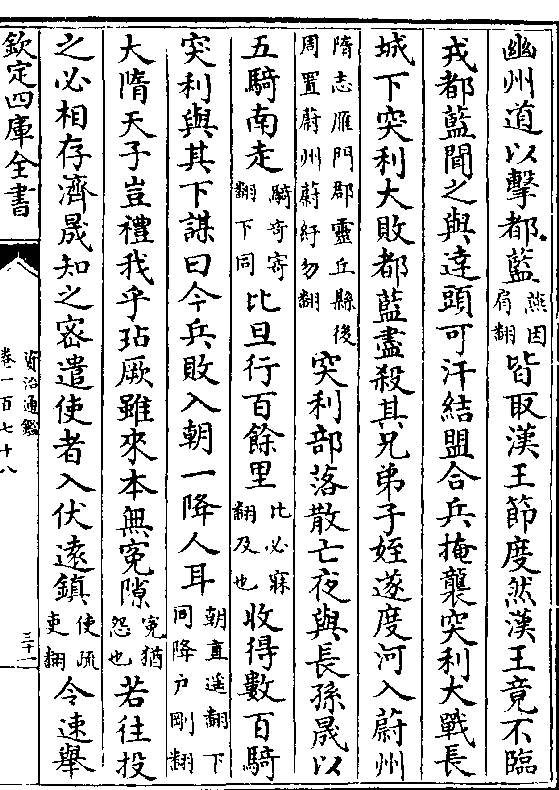 幽州道以擊都藍燕因肩翻皆取漢王節度然漢王竟不臨
戎都藍聞之與達頭可汗結盟合兵掩襲突利大戰長
城下突利大敗都藍盡殺其兄弟子姪遂度河入蔚州
隋志雁門郡靈丘縣後周置蔚州蔚紆勿翻突利部落散亡夜與長孫晟以
五騎南走騎奇寄翻下同比旦行百餘里比必寐翻及也收得數百騎
突利與其下謀曰今兵敗入朝一降人耳朝直遥翻下同降户剛翻
大隋天子豈禮我乎玷厥雖來本無寃隙寃猶怨也若往投
之必相存濟晟知之密遣使者入伏遠鎮使疏吏翻令速舉
欽定四庫全書
資治通鑑
卷一百七十八
三十一